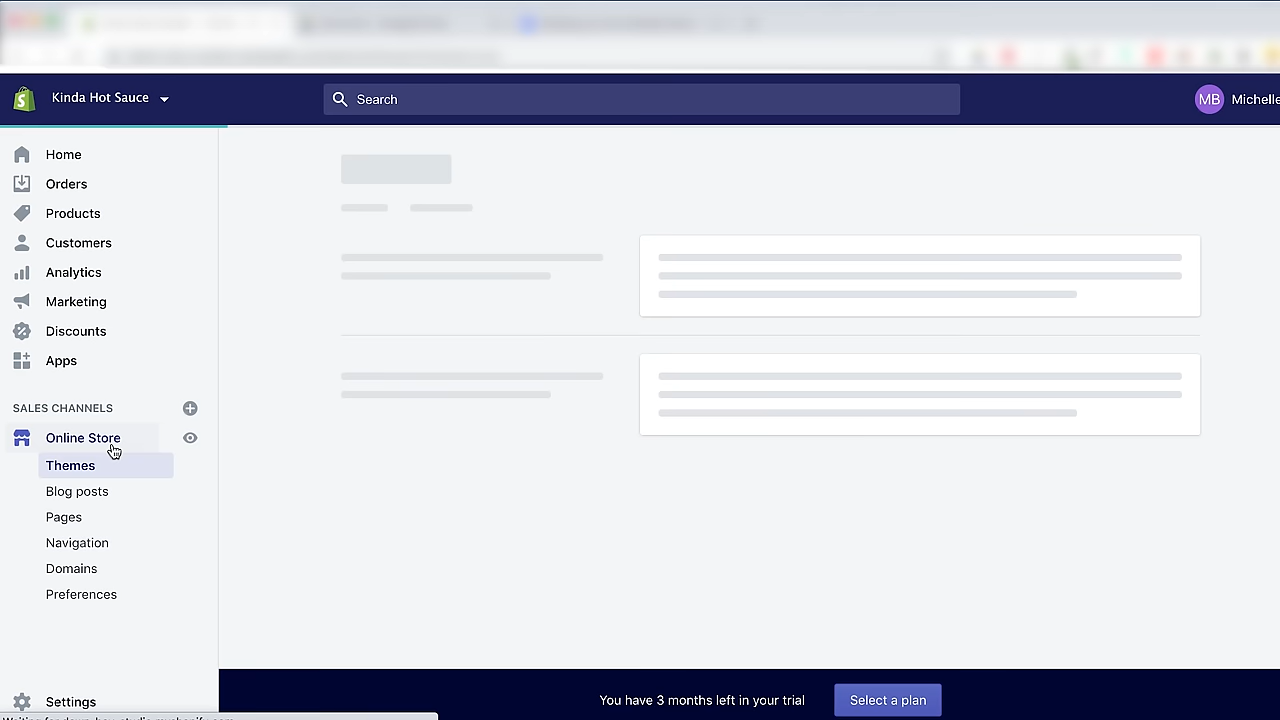 Kinda Hot Sauce
Search
MB
Michelle
Home
Orders
Products
Customers
Analytics
Marketing
Discounts
Apps
SALES CHANNELS
Online Store
Themes
Blog posts
Pages
Navigation
Domains
Preferences
Settings
You have 3 months left in your trial
Select a plan